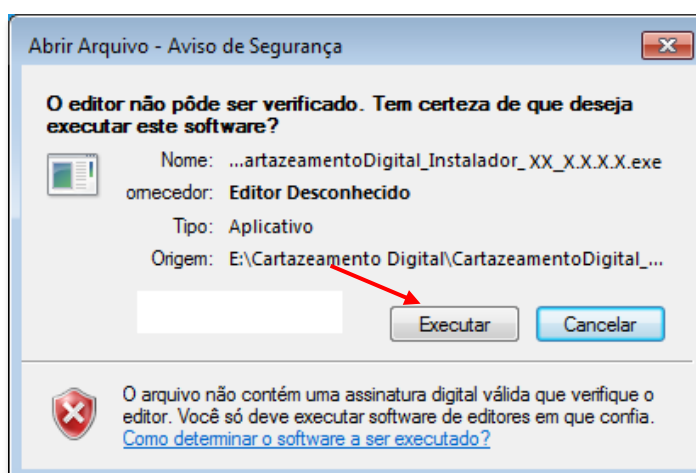 Abrir Arquivo - Aviso de Segurança
O editor não pôde ser verificado. Tem certeza de que deseja
executar este software?
Nome: ...artazeamentoDigital_Instalador_ XX_X.X.X.X.exe
ornecedor: Editor Desconhecido
Tipo: Aplicativo
Origem: E:\Cartazeamento Digital\CartazeamentoDigital_...
Executar Cancelar
O arquivo não contém uma assinatura digital válida que verifique o
editor. Você só deve executar software de editores em que confia.
Como determinar o software a ser executado?